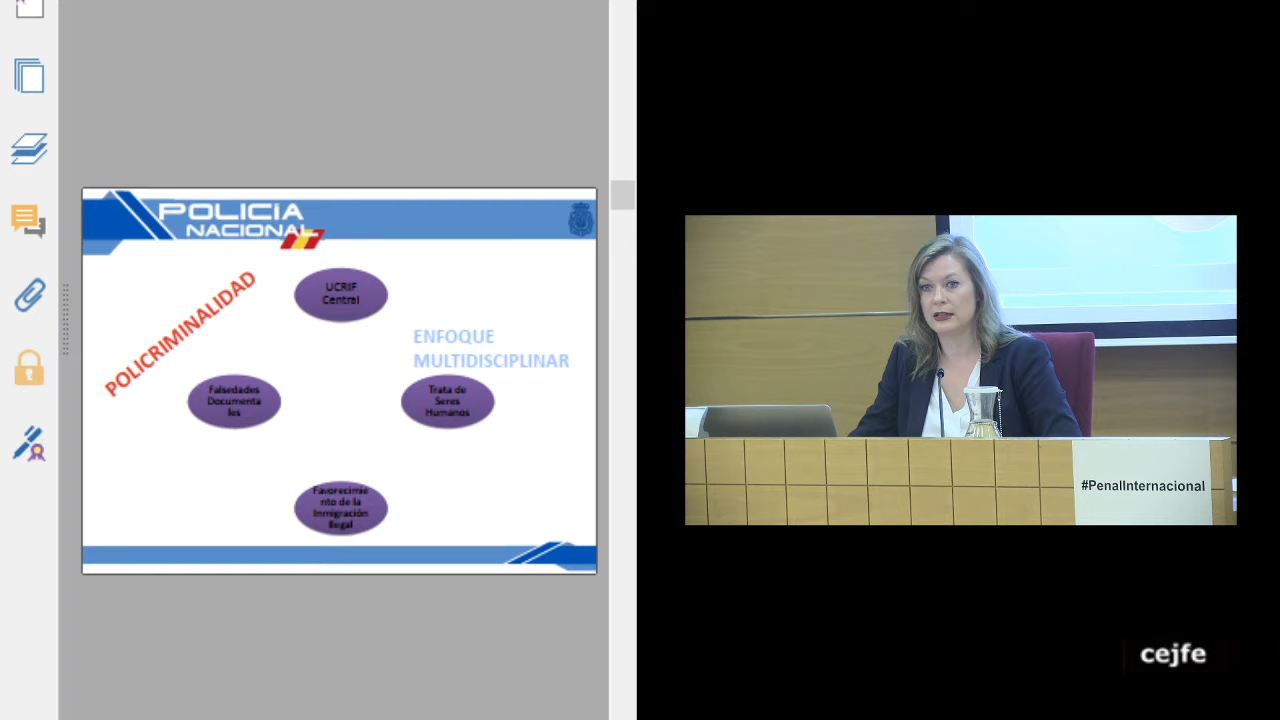 POLICÍA
NACIONAL
POLICRIMINALIDAD
UCRIF
Central
ENFOQUE
MULTIDISCIPLINAR
Falsedades
Documenta
les
Trata de
Seres
Humanos
Favorecimie
nto de la
Inmigración
Ilegal
#PenalInternacional
cejfe